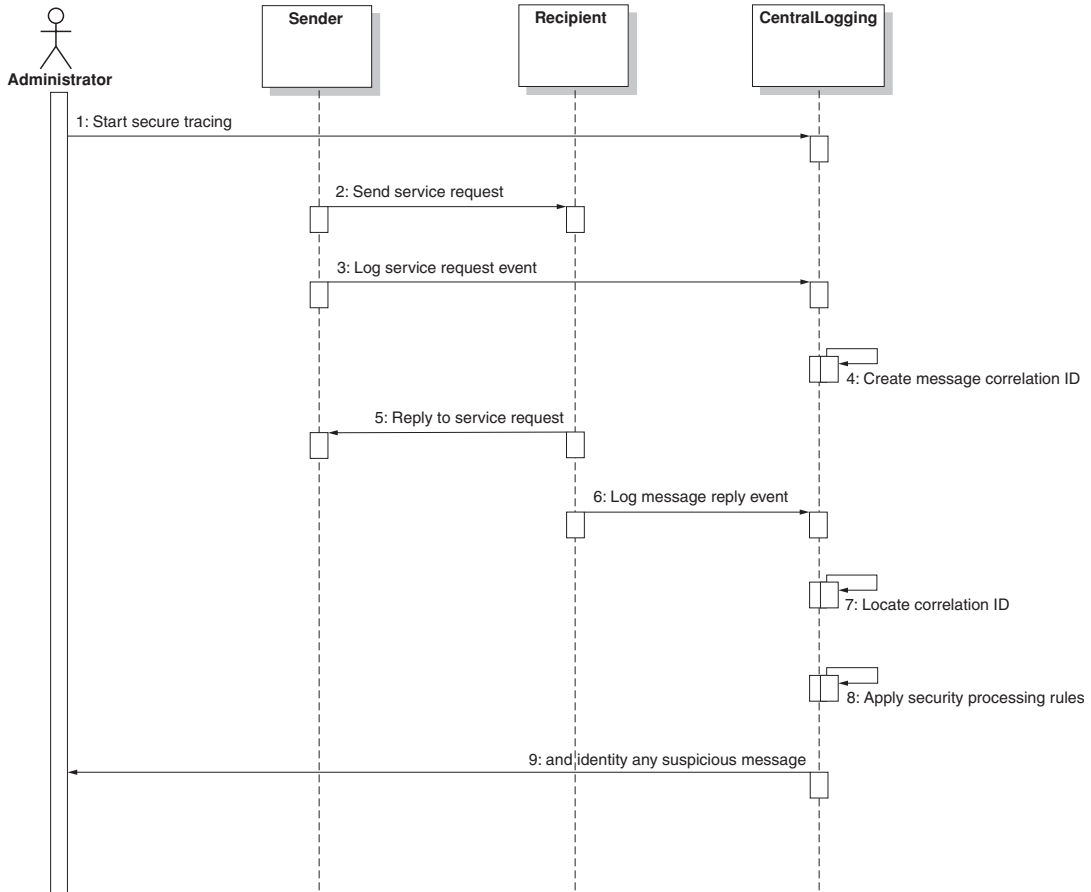 Sender
Recipient
CentralLogging
Administrator
1: Start secure tracing
2: Send service request
3: Log service request event
4: Create message correlation ID
5: Reply to service request
6: Log message reply event
7: Locate correlation ID
8: Apply security processing rules
9: and identity any suspicious message